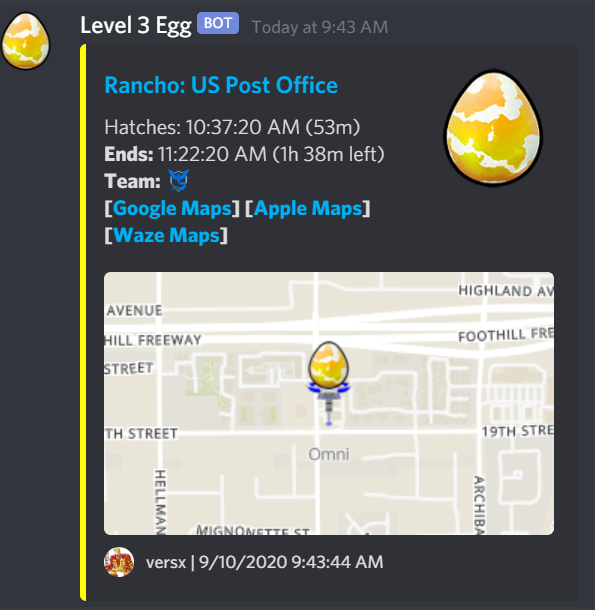 Level 3 Egg BOT Today at 9:43 AM
Rancho: US Post Office
Hatches: 10:37:20 AM (53m)
Ends: 11:22:20 AM (1h 38m left)
Team:
[Google Maps] [Apple Maps]
[Waze Maps]
HIGHLAND AV
AVENUE
HILL FREEWAY
FOOTHILL FRE
STREET
TH STREET
19TH STRE
Omni
HELLMAN
ARCHIBA
MIGNONETTE ST
versx | 9/10/2020 9:43:44 AM